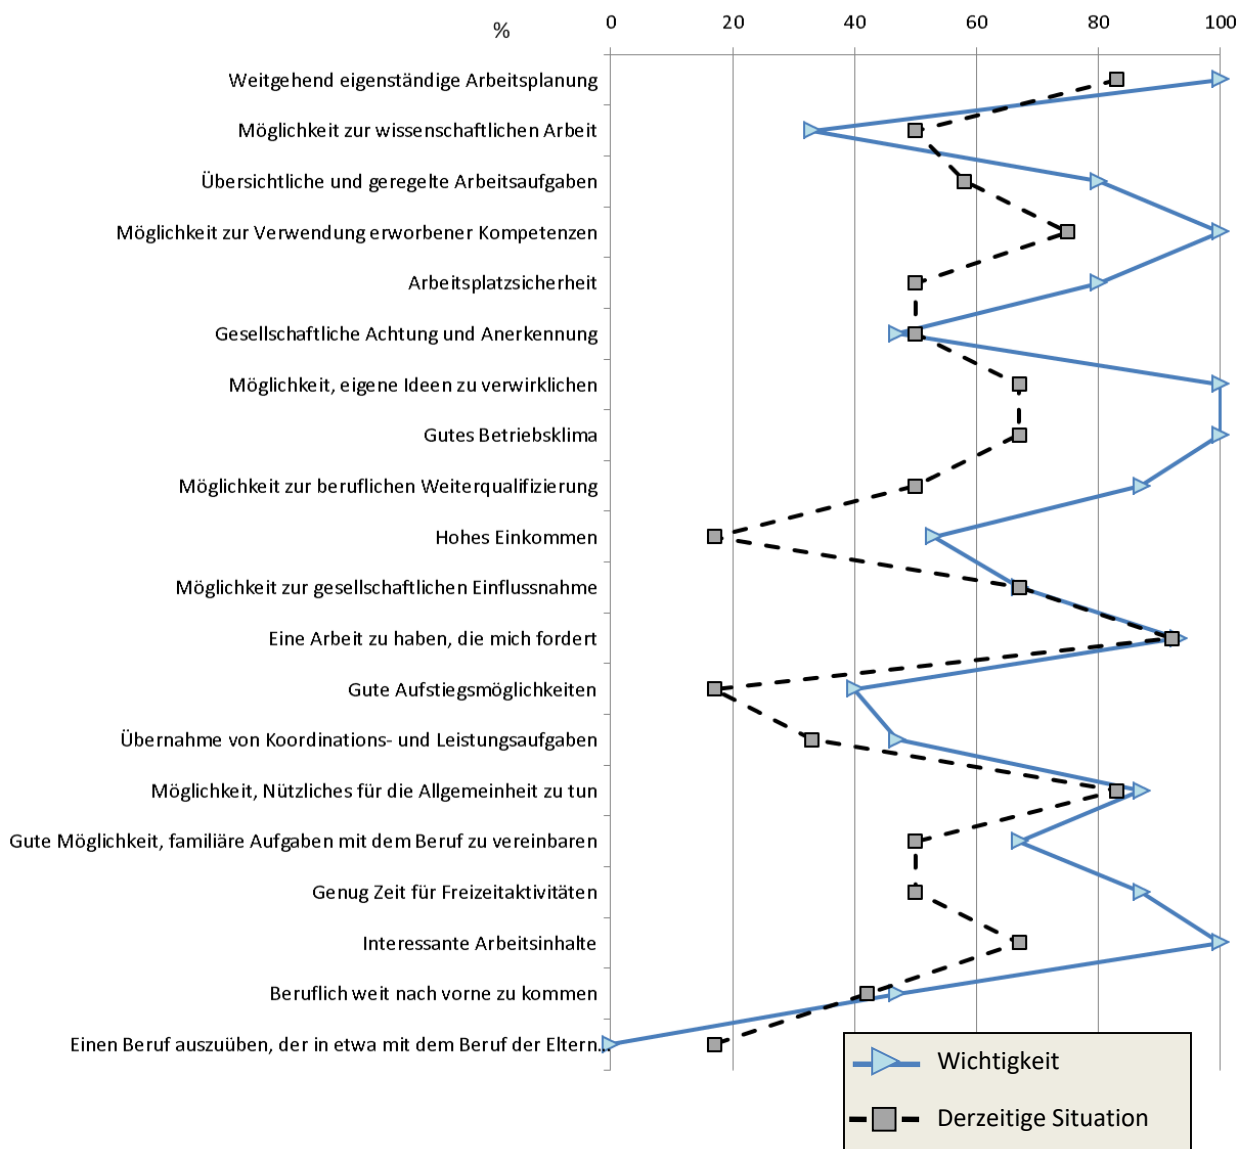 0 20 40 60 80 100
%
Weitgehend eigenständige Arbeitsplanung
Möglichkeit zur wissenschaftlichen Arbeit
Übersichtliche und geregelte Arbeitsaufgaben
Möglichkeit zur Verwendung erworbener Kompetenzen
Arbeitsplatzsicherheit
Gesellschaftliche Achtung und Anerkennung
Möglichkeit, eigene Ideen zu verwirklichen
Gutes Betriebsklima
Möglichkeit zur beruflichen Weiterqualifizierung
Hohes Einkommen
Möglichkeit zur gesellschaftlichen Einflussnahme
Eine Arbeit zu haben, die mich fordert
Gute Aufstiegsmöglichkeiten
Übernahme von Koordinations- und Leistungsaufgaben
Möglichkeit, Nützliches für die Allgemeinheit zu tun
Gute Möglichkeit, familiäre Aufgaben mit dem Beruf zu vereinbaren
Genug Zeit für Freizeitaktivitäten
Interessante Arbeitsinhalte
Beruflich weit nach vorne zu kommen
Einen Beruf auszuüben, der in etwa mit dem Beruf der Eltern...
Wichtigkeit
Derzeitige Situation